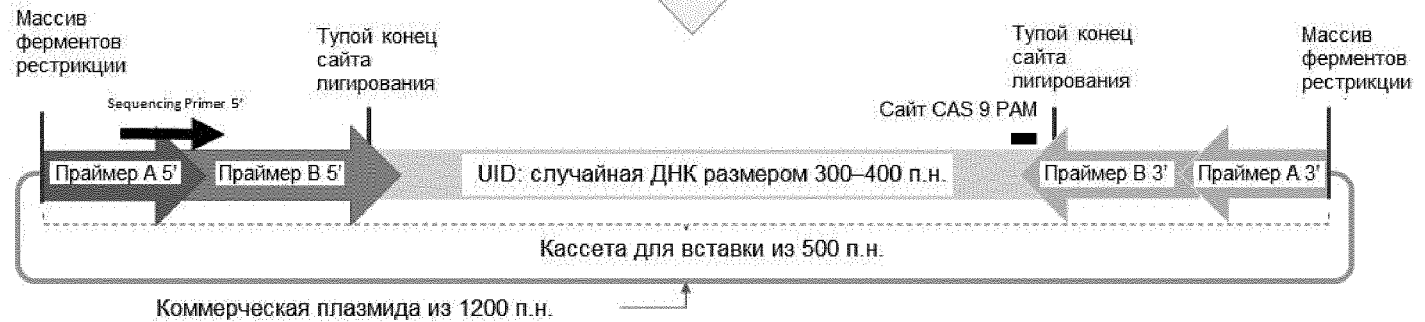 Массив
ферментов
рестрикции
Тупой конец
сайта
лигирования
Тупой конец
сайта
лигирования
Массив
ферментов
рестрикции
Sequencing Primer 5'
Сайт CAS 9 PAM
Праймер A 5'
Праймер B 5'
UID: случайная ДНК размером 300–400 п.н.
Праймер B 3'
Праймер A 3'
Кассета для вставки из 500 п.н.
Коммерческая плазмида из 1200 п.н.